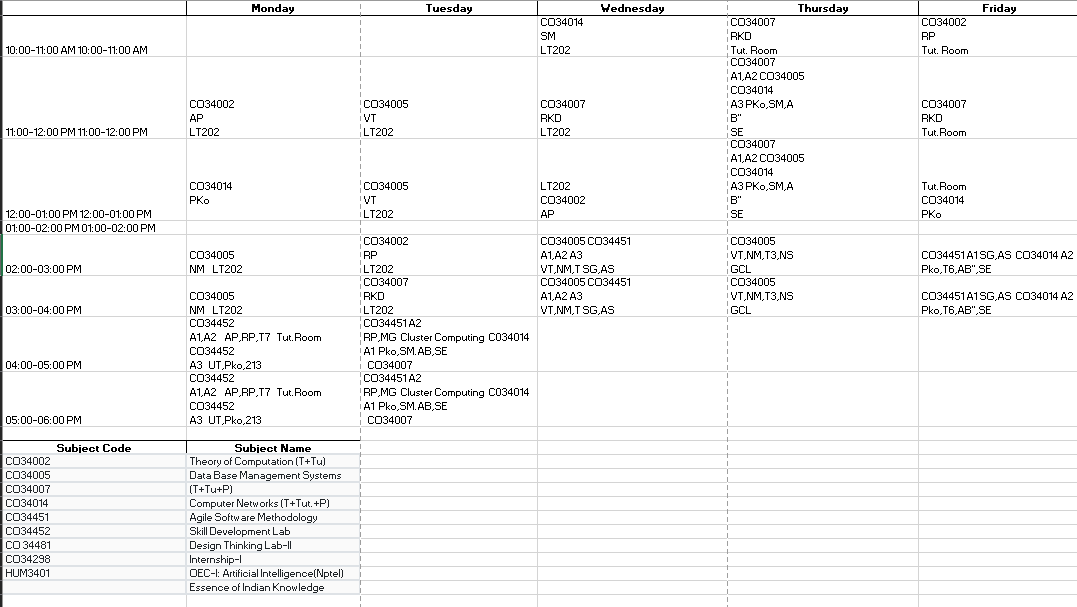 Monday Tuesday Wednesday Thursday Friday
CO34014 CO34007 CO34002
SM RKD RP
10:00-11:00 AM 10:00-11:00 AM LT202 Tut. Room Tut. Room
CO34007
A1,A2 CO34005
CO34014
CO34002 CO34005 CO34007 A3 PKo,SM,A CO34007
AP VT RKD B" RKD
11:00-12:00 PM 11:00-12:00 PM LT202 LT202 LT202 SE Tut.Room
CO34007
A1,A2 CO34005
CO34014
CO34014 CO34005 LT202 A3 PKo,SM,A Tut.Room
PKo VT CO34002 B" CO34014
12:00-01:00 PM 12:00-01:00 PM LT202 AP SE PKo
01:00-02:00 PM 01:00-02:00 PM
CO34002 CO34005 CO34451 CO34005
CO34005 RP A1,A2 A3 VT,NM,T3,NS CO34451 A1 SG,AS CO34014 A2
02:00-03:00 PM NM LT202 LT202 VT,NM,T SG,AS GCL Pko,T6,AB",SE
CO34007 CO34005 CO34451 CO34005
CO34005 RKD A1,A2 A3 VT,NM,T3,NS CO34451 A1 SG,AS CO34014 A2
03:00-04:00 PM NM LT202 LT202 VT,NM,T SG,AS GCL Pko,T6,AB",SE
CO34452 CO34451 A2
A1,A2 AP,RP,T7 Tut.Room RP,MG Cluster Computing CO34014
CO34452 A1 Pko,SM.AB,SE
04:00-05:00 PM A3 UT,Pko,213 CO34007
CO34452 CO34451 A2
A1,A2 AP,RP,T7 Tut.Room RP,MG Cluster Computing CO34014
CO34452 A1 Pko,SM.AB,SE
05:00-06:00 PM A3 UT,Pko,213 CO34007
Subject Code Subject Name
CO34002 Theory of Computation (T+Tu)
CO34005 Data Base Management Systems
CO34007 (T+Tu+P)
CO34014 Computer Networks (T+Tut.+P)
CO34451 Agile Software Methodology
CO34452 Skill Development Lab
CO 34481 Design Thinking Lab-II
CO34298 Internship-I
HUM3401 OEC-I: Artificial Intelligence(Nptel)
Essence of Indian Knowledge